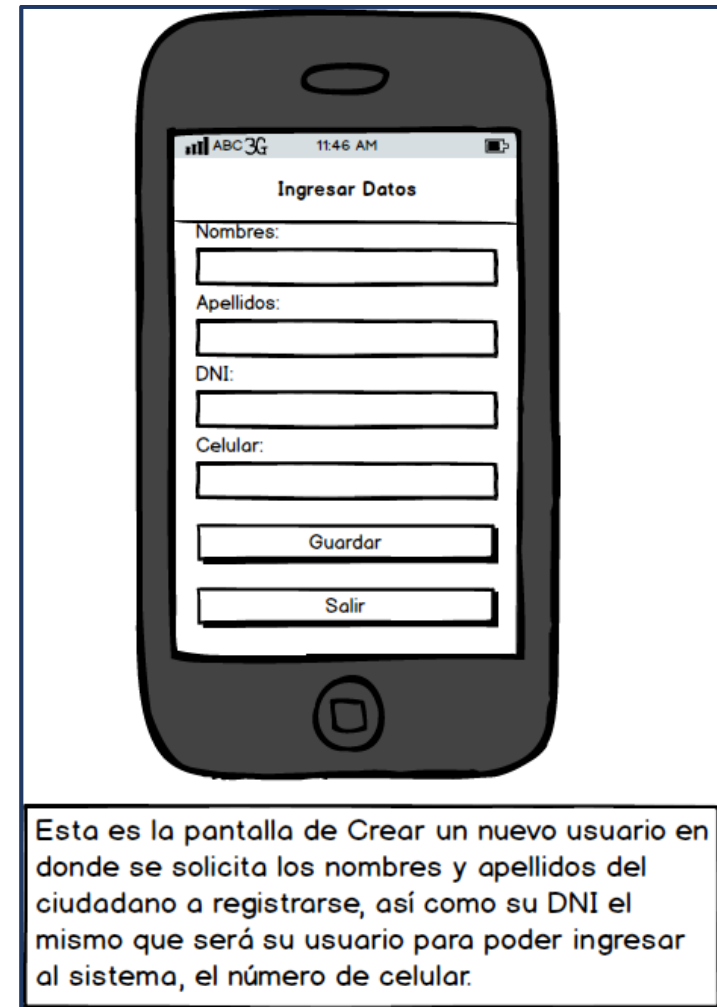 ABC 3G 11:46 AM
Ingresar Datos
Nombres:
Apellidos:
DNI:
Celular:
Guardar
Salir
Esta es la pantalla de Crear un nuevo usuario en
donde se solicita los nombres y apellidos del
ciudadano a registrarse, así como su DNI el
mismo que será su usuario para poder ingresar
al sistema, el número de celular.